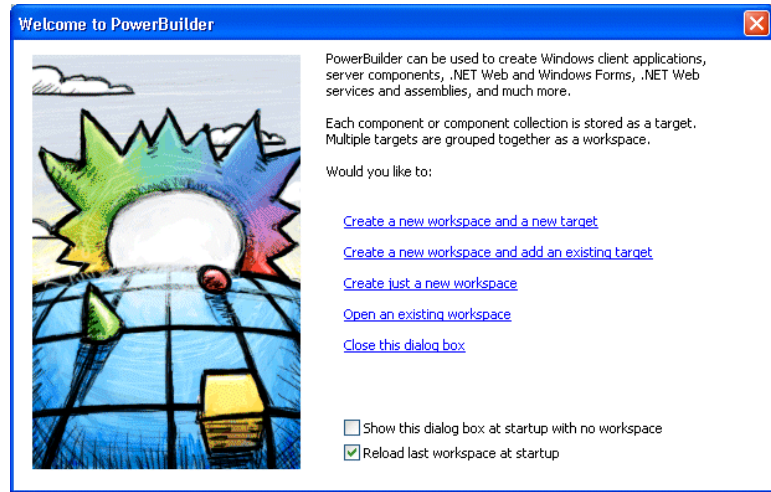 Welcome to PowerBuilder
PowerBuilder can be used to create Windows client applications,
server components, .NET Web and Windows Forms, .NET Web
services and assemblies, and much more.
Each component or component collection is stored as a target.
Multiple targets are grouped together as a workspace.
Would you like to:
Create a new workspace and a new target
Create a new workspace and add an existing target
Create just a new workspace
Open an existing workspace
Close this dialog box
Show this dialog box at startup with no workspace
Reload last workspace at startup